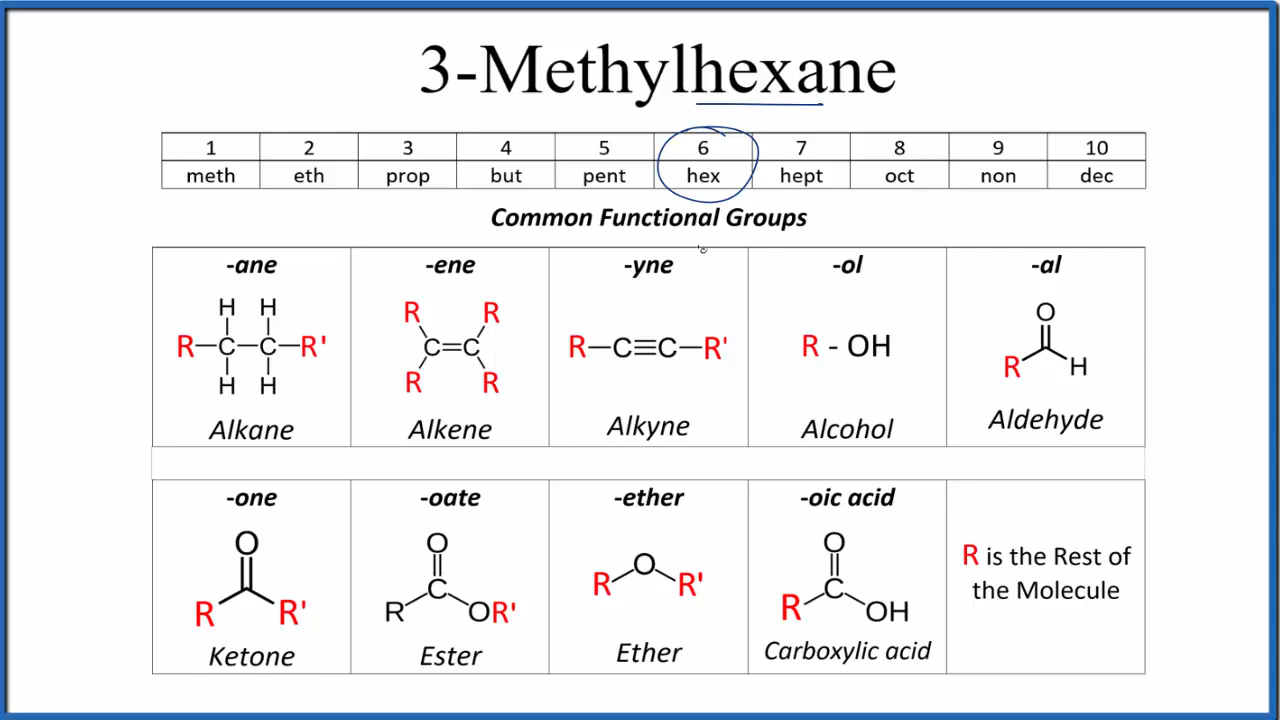 3-Methylhexane
1 2 3 4 5 6 7 8 9 10
meth eth prop but pent hex hept oct non dec
Common Functional Groups
-ane -ene -yne -ol -al
H H
R-C-C-R'
H H
Alkane
R R
C=C
R R
Alkene
R-C≡C-R'
Alkyne
R - OH
Alcohol
O
R H
Aldehyde
-one -oate -ether -oic acid
O
R R'
Ketone
O
C
R OR'
Ester
O
R R'
Ether
O
C
R OH
Carboxylic acid
R is the Rest of
the Molecule